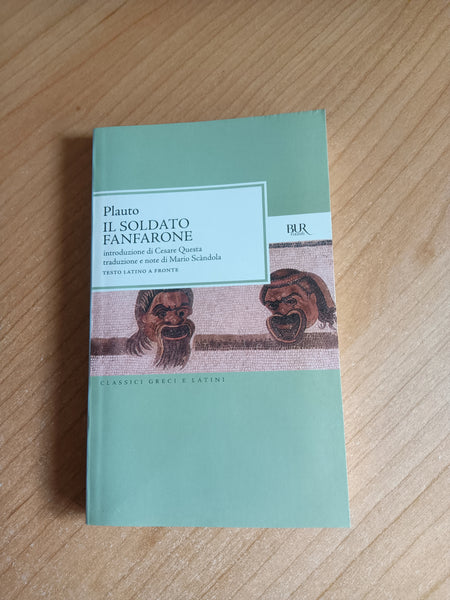 Plauto
IL SOLDATO
FANFARONE
introduzione di Cesare Questa
traduzione e note di Mario Scàndola
TESTO LATINO A FRONTE
BUR
CLASSICI GRECI E LATINI